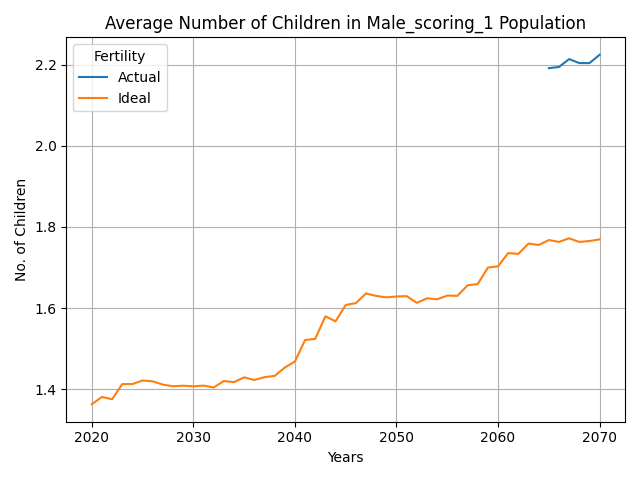 Average Number of Children in Male_scoring_1 Population
Fertility
Actual
Ideal
2.2
2.0
1.8
1.6
1.4
No. of Children
2020 2030 2040 2050 2060 2070
Years